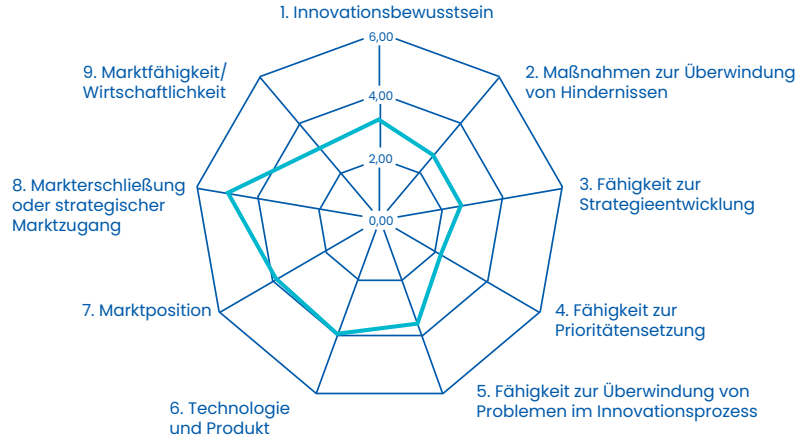 1. Innovationsbewusstsein
6,00
9. Marktfähigkeit/
Wirtschaftlichkeit
2. Maßnahmen zur Überwindung
von Hindernissen
4,00
2,00
8. Markterschließung
oder strategischer
Marktzugang
3. Fähigkeit zur
Strategieentwicklung
0,00
7. Marktposition
4. Fähigkeit zur
Prioritätensetzung
6. Technologie
und Produkt
5. Fähigkeit zur Überwindung von
Problemen im Innovationsprozess